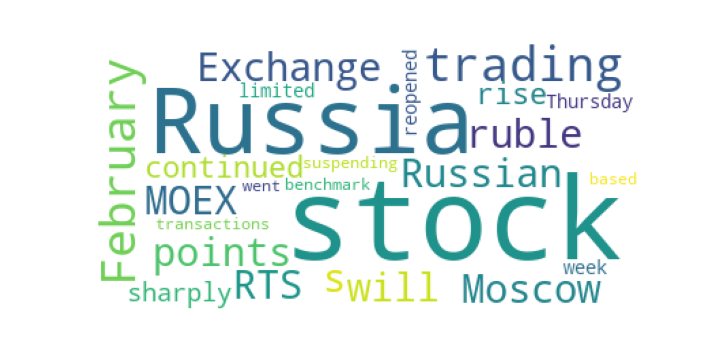 Exchange trading
limited reopened rise Thursday
Russia ruble
February continued suspending Russian based
MOEX went benchmark stock
transactions
points week
sharply RTS s will Moscow